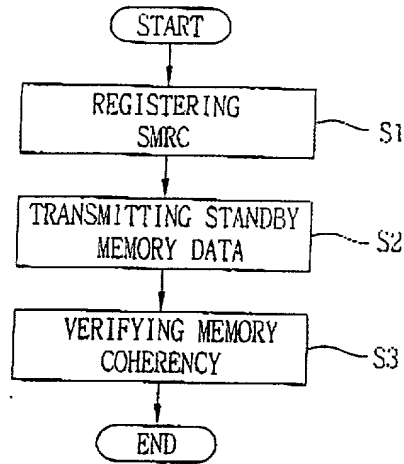 START
REGISTERING
SMRC
S1
TRANSMITTING STANDBY
MEMORY DATA
S2
VERIFYING MEMORY
COHERENCY
S3
END